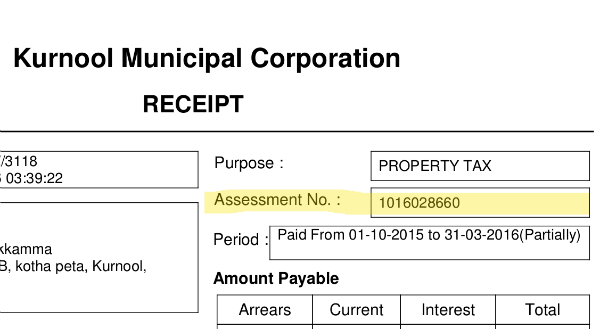 Kurnool Municipal Corporation
RECEIPT
/3118
03:39:22
Purpose :
PROPERTY TAX
Assessment No. :
1016028660
kkamma
B, kotha peta, Kurnool,
Period :
Paid From 01-10-2015 to 31-03-2016(Partially)
Amount Payable
Arrears Current Interest Total